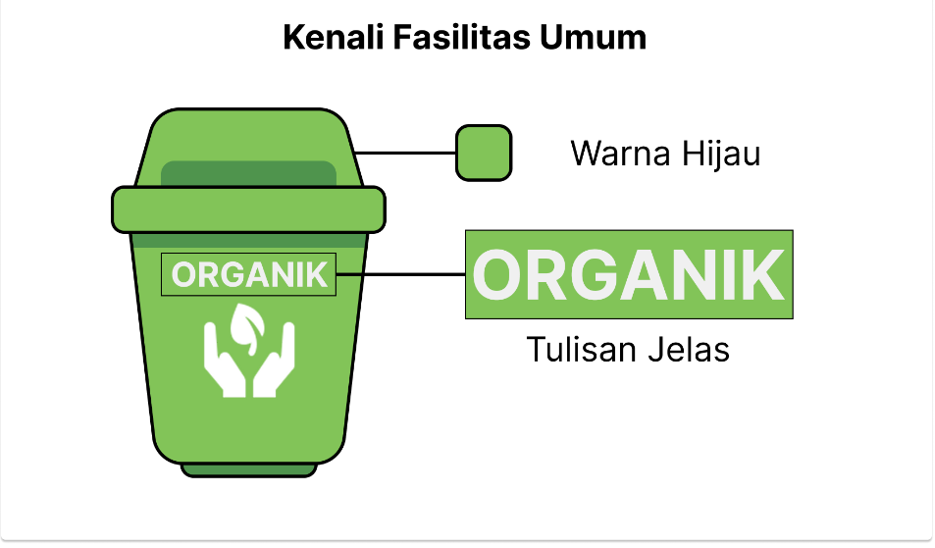 Kenali Fasilitas Umum
Warna Hijau
ORGANIK
ORGANIK
Tulisan Jelas